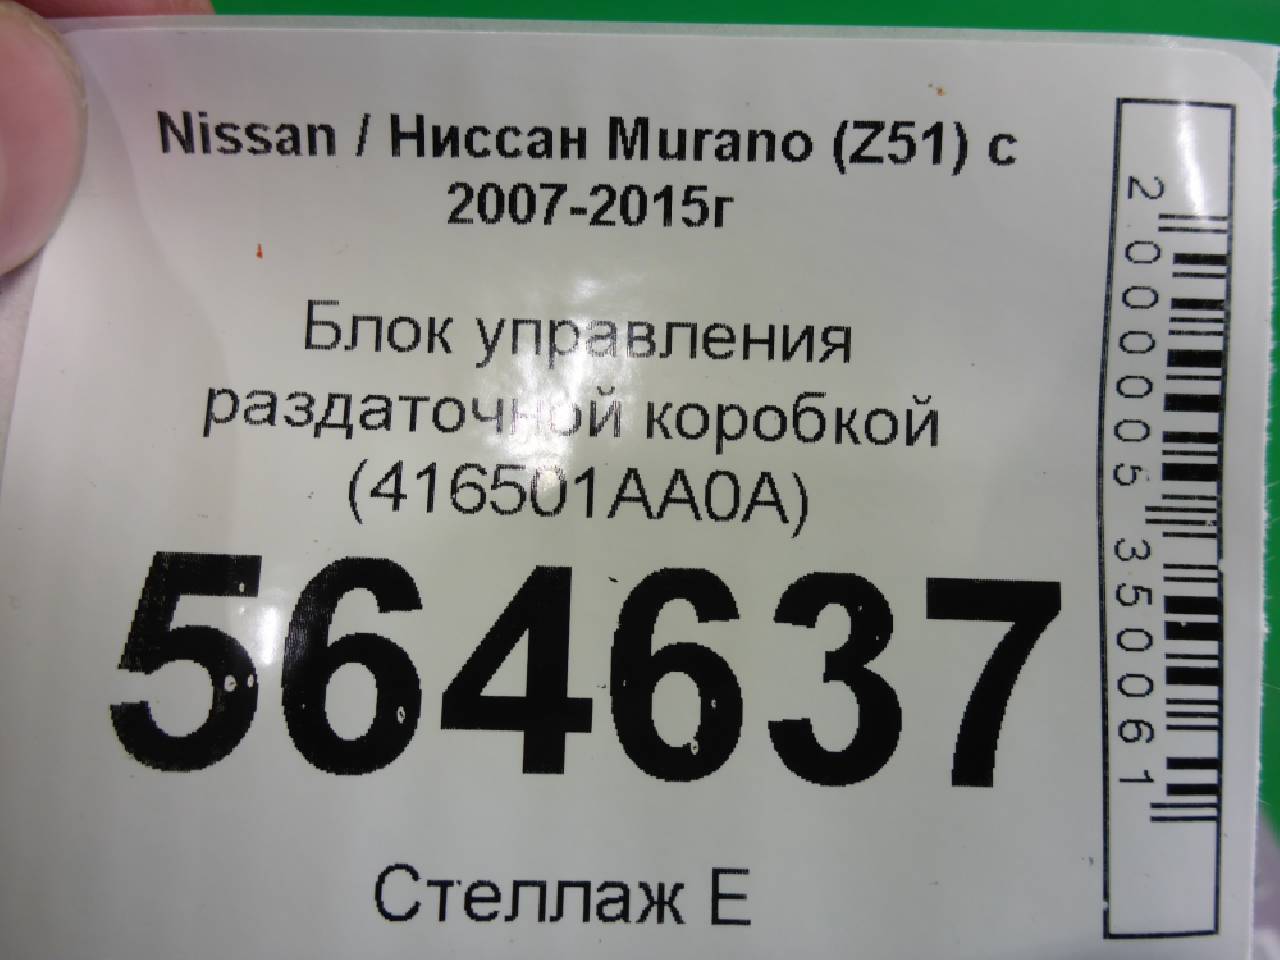 Nissan / Ниссан Murano (Z51) с
2007-2015г
Блок управления
раздаточной коробкой
(416501AA0A)
564637
Стеллаж Е
2000005350061